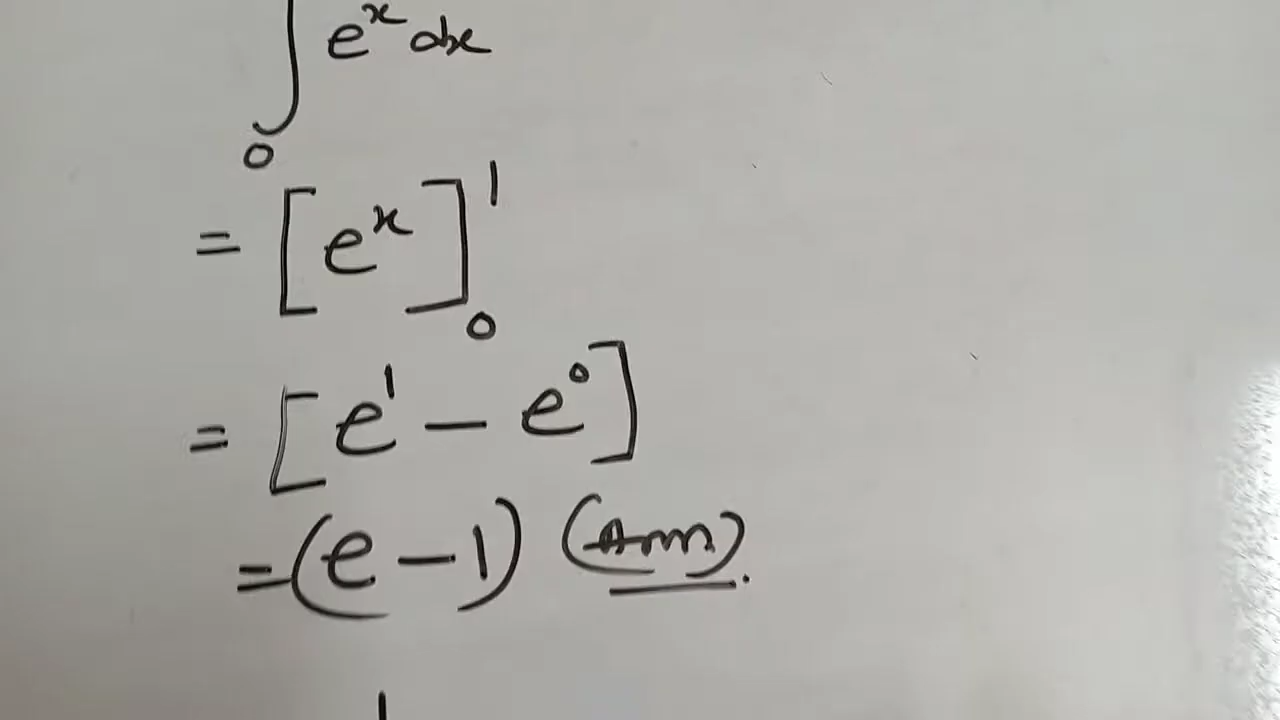 ∫₀ eˣ dx
= [eˣ]₀¹
= [e¹ − e⁰]
= (e − 1) (Ans).